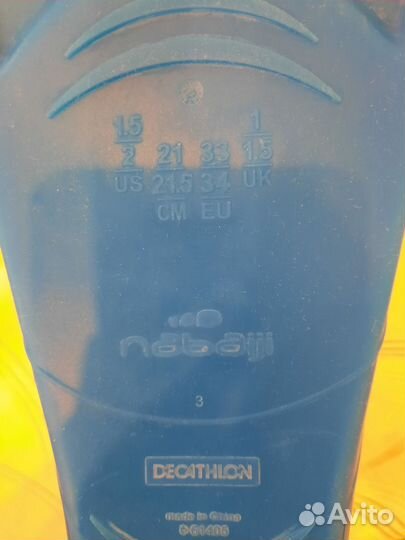 1.5 1
2 21 33 1.5
US 21.5 34 UK
CM EU
nabaiji
3
DECATHLON
made in China
Avito